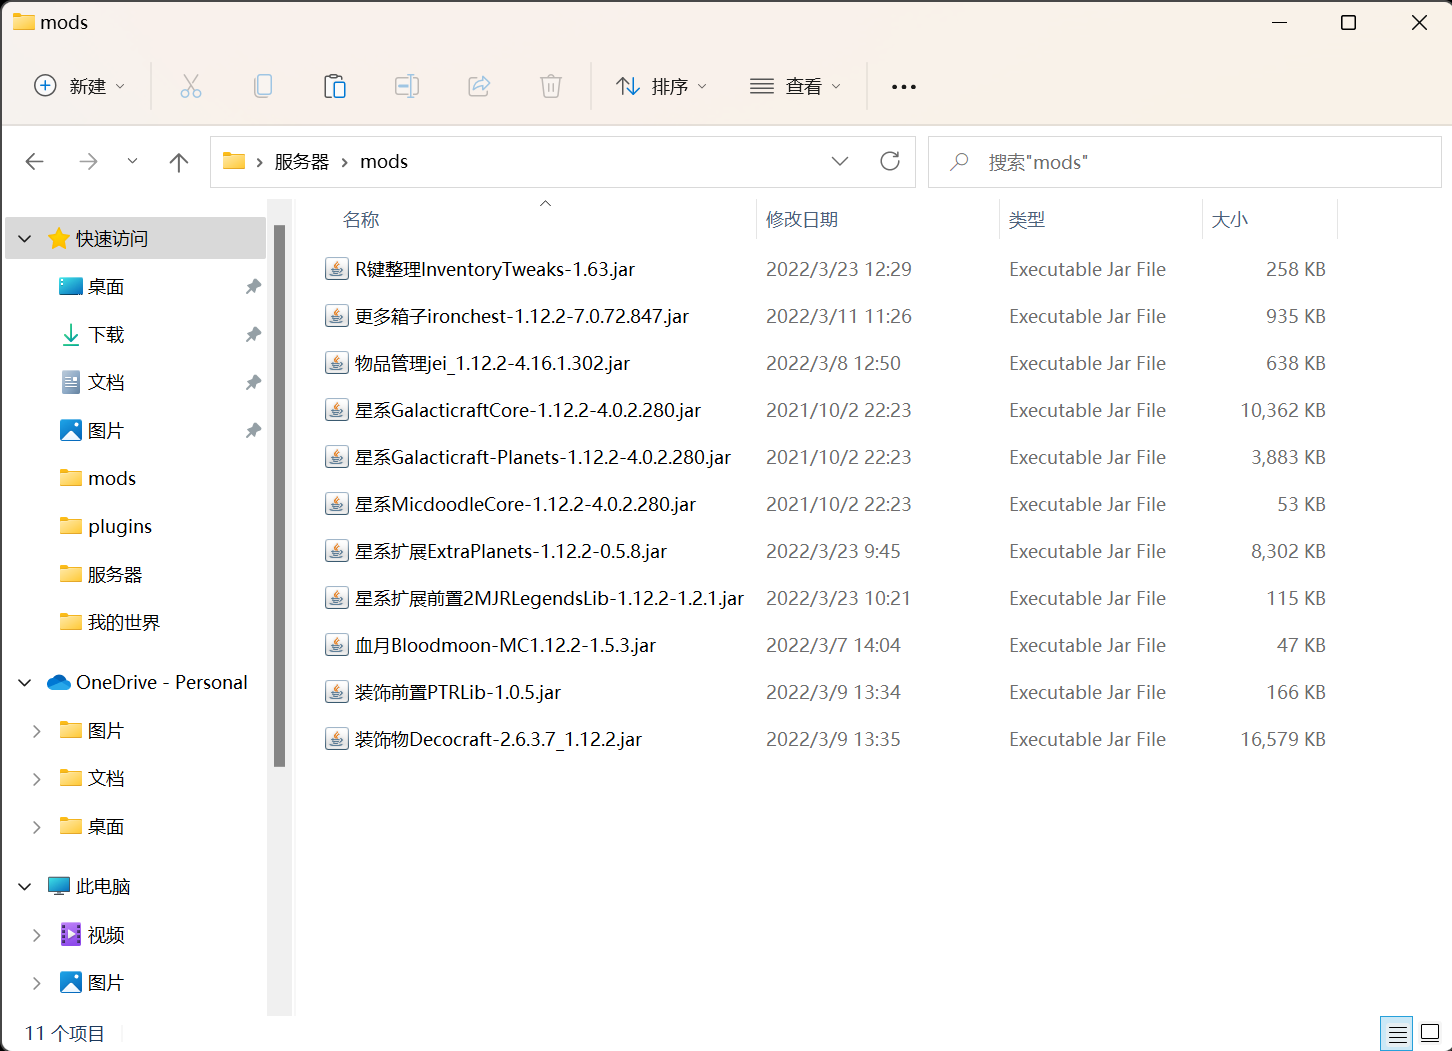 mods
新建
排序
查看
服务器 mods
搜索"mods"
名称 修改日期 类型 大小
快速访问
桌面
下载
文档
图片
mods
plugins
服务器
我的世界
OneDrive - Personal
图片
文档
桌面
此电脑
视频
图片
R键整理InventoryTweaks-1.63.jar 2022/3/23 12:29 Executable Jar File 258 KB
更多箱子ironchest-1.12.2-7.0.72.847.jar 2022/3/11 11:26 Executable Jar File 935 KB
物品管理jei_1.12.2-4.16.1.302.jar 2022/3/8 12:50 Executable Jar File 638 KB
星系GalacticraftCore-1.12.2-4.0.2.280.jar 2021/10/2 22:23 Executable Jar File 10,362 KB
星系Galacticraft-Planets-1.12.2-4.0.2.280.jar 2021/10/2 22:23 Executable Jar File 3,883 KB
星系MicdoodleCore-1.12.2-4.0.2.280.jar 2021/10/2 22:23 Executable Jar File 53 KB
星系扩展ExtraPlanets-1.12.2-0.5.8.jar 2022/3/23 9:45 Executable Jar File 8,302 KB
星系扩展前置2MJRLegendsLib-1.12.2-1.2.1.jar 2022/3/23 10:21 Executable Jar File 115 KB
血月Bloodmoon-MC1.12.2-1.5.3.jar 2022/3/7 14:04 Executable Jar File 47 KB
装饰前置PTRLib-1.0.5.jar 2022/3/9 13:34 Executable Jar File 166 KB
装饰物Decocraft-2.6.3.7_1.12.2.jar 2022/3/9 13:35 Executable Jar File 16,579 KB
11 个项目